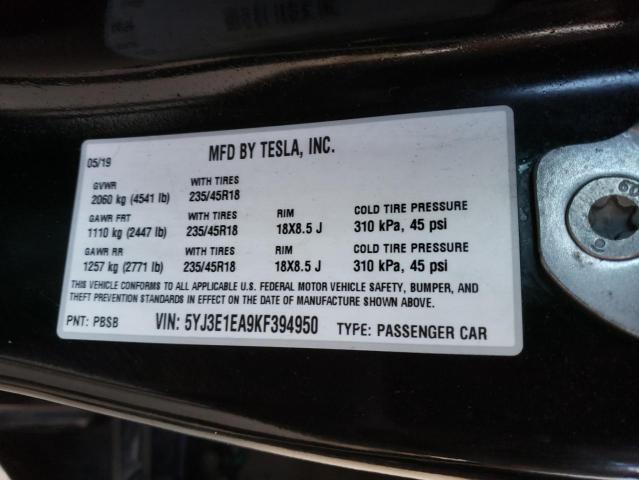 05/19 MFD BY TESLA, INC.
GVWR WITH TIRES
2060 kg (4541 lb) 235/45R18
GAWR FRT WITH TIRES RIM COLD TIRE PRESSURE
1110 kg (2447 lb) 235/45R18 18X8.5 J 310 kPa, 45 psi
GAWR RR WITH TIRES RIM COLD TIRE PRESSURE
1257 kg (2771 lb) 235/45R18 18X8.5 J 310 kPa, 45 psi
THIS VEHICLE CONFORMS TO ALL APPLICABLE U.S. FEDERAL MOTOR VEHICLE SAFETY, BUMPER, AND
THEFT PREVENTION STANDARDS IN EFFECT ON THE DATE OF MANUFACTURE SHOWN ABOVE.
PNT: PBSB VIN: 5YJ3E1EA9KF394950 TYPE: PASSENGER CAR